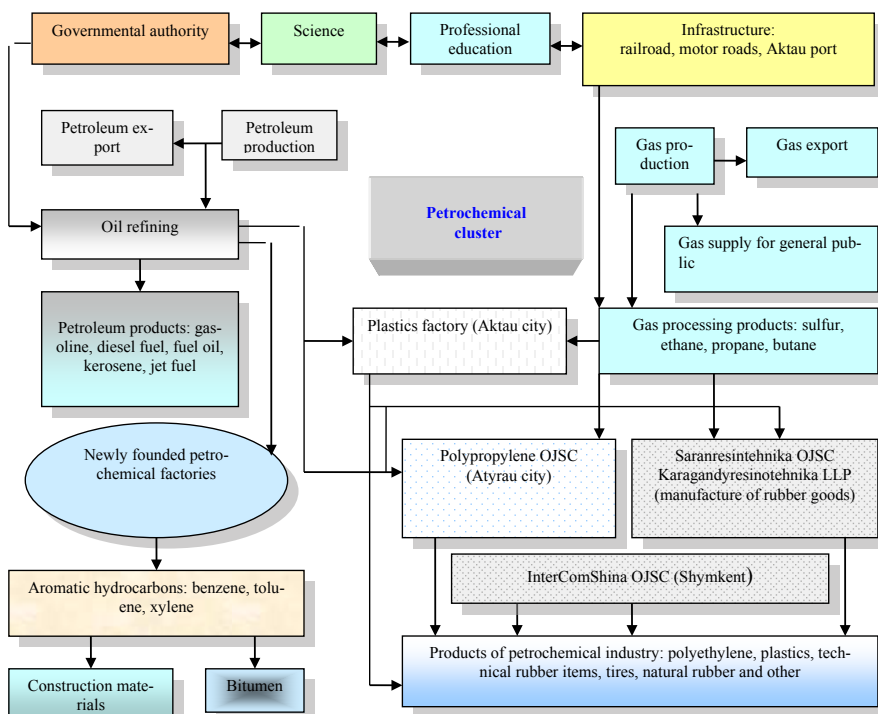 Governmental authority
Science
Professional
education
Infrastructure:
railroad, motor roads, Aktau port
Petroleum ex-
port
Petroleum
production
Gas pro-
duction
Gas export
Petrochemical
cluster
Oil refining
Gas supply for general pub-
lic
Petroleum products: gas-
oline, diesel fuel, fuel oil,
kerosene, jet fuel
Plastics factory (Aktau city)
Gas processing products: sulfur,
ethane, propane, butane
Newly founded petro-
chemical factories
Polypropylene OJSC
(Atyrau city)
Saranresintehnika OJSC
Karagandyresinotehnika LLP
(manufacture of rubber goods)
Aromatic hydrocarbons: benzene, tolu-
ene, xylene
InterComShina OJSC (Shymkent)
Products of petrochemical industry: polyethylene, plastics, tech-
nical rubber items, tires, natural rubber and other
Construction mate-
rials
Bitumen